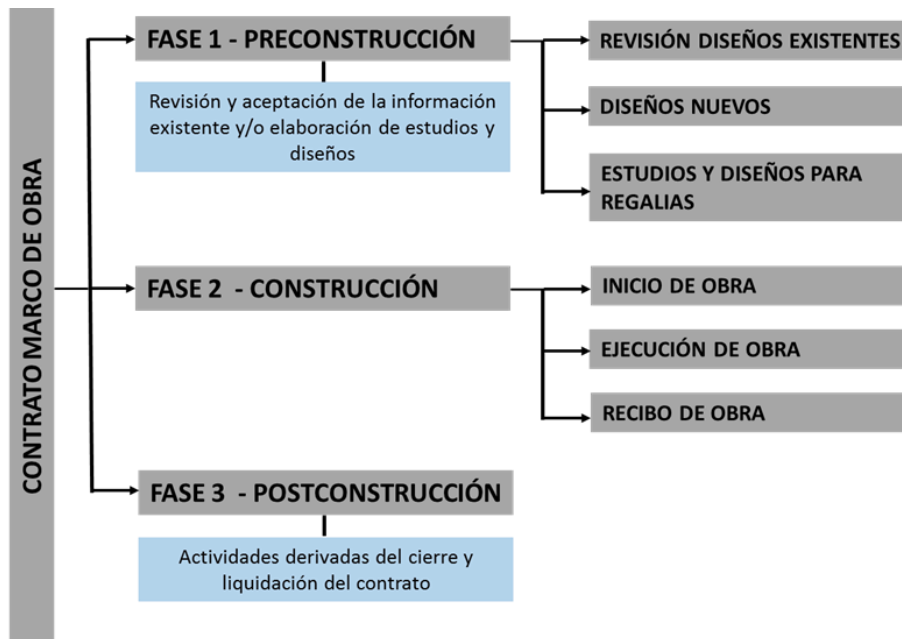 CONTRATO MARCO DE OBRA
FASE 1 - PRECONSTRUCCIÓN
Revisión y aceptación de la información
existente y/o elaboración de estudios y
diseños
REVISIÓN DISEÑOS EXISTENTES
DISEÑOS NUEVOS
ESTUDIOS Y DISEÑOS PARA
REGALIAS
FASE 2 - CONSTRUCCIÓN
INICIO DE OBRA
EJECUCIÓN DE OBRA
RECIBO DE OBRA
FASE 3 - POSTCONSTRUCCIÓN
Actividades derivadas del cierre y
liquidación del contrato